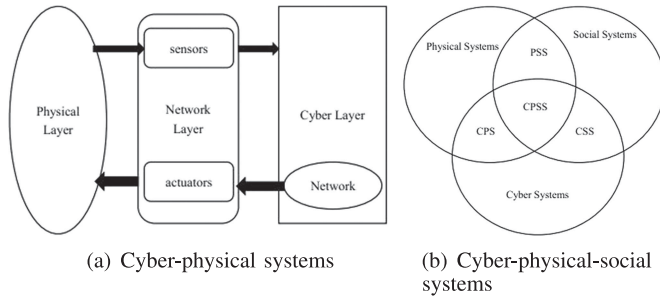 Physical
Layer
sensors
Network
Layer
actuators
Cyber Layer
Network
(a) Cyber-physical systems
Physical Systems
Social Systems
PSS
CPSS
CPS
CSS
Cyber Systems
(b) Cyber-physical-social
systems